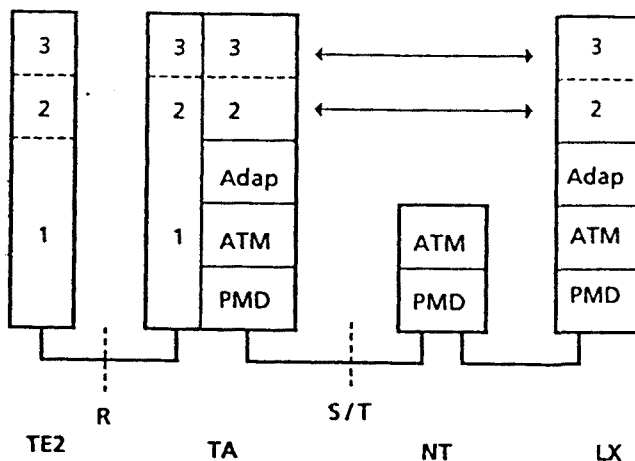 3 3 3 3
2 2 2 2
Adap Adap
1 1 ATM ATM ATM
PMD PMD PMD
R S/T
TE2 TA NT LX